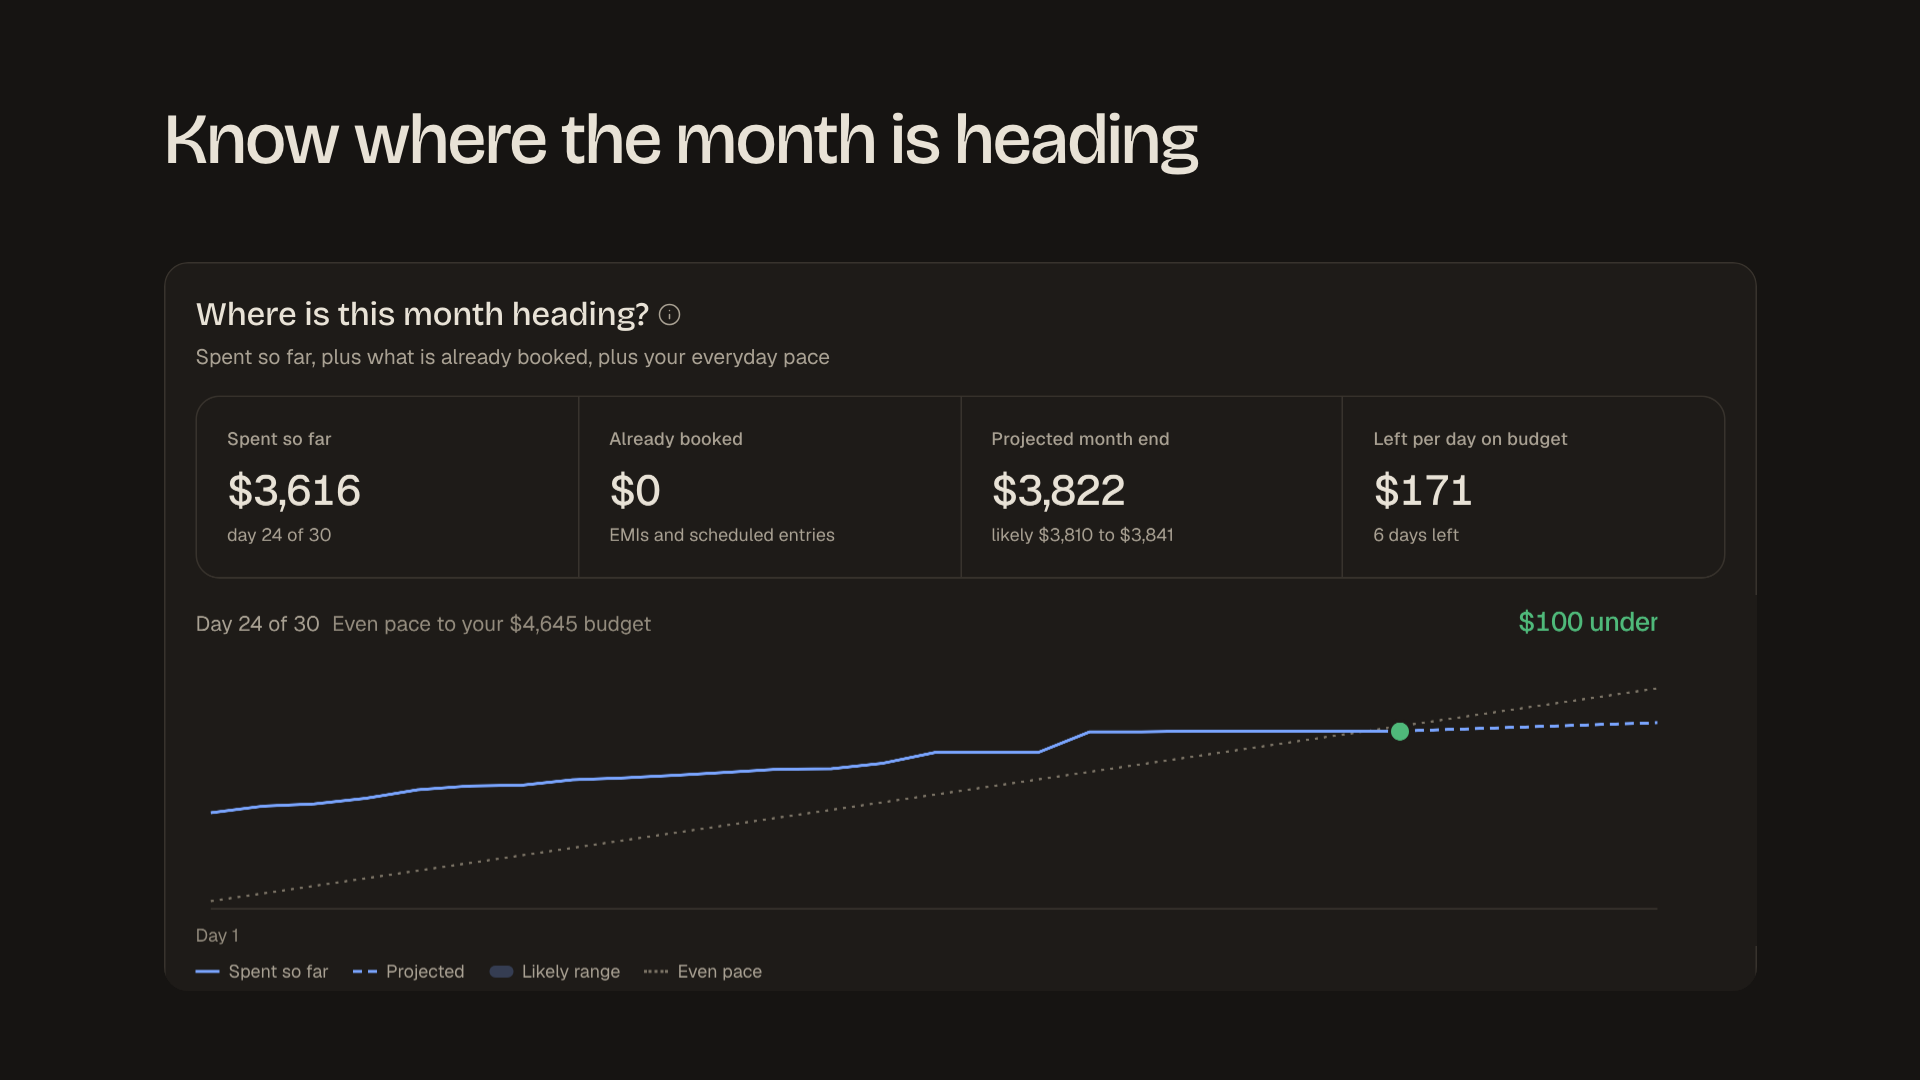 Know where the month is heading
Where is this month heading?
Spent so far, plus what is already booked, plus your everyday pace
Spent so far
$3,616
day 24 of 30
Already booked
$0
EMIs and scheduled entries
Projected month end
$3,822
likely $3,810 to $3,841
Left per day on budget
$171
6 days left
Day 24 of 30 Even pace to your $4,645 budget
$100 under
Day 1
Spent so far Projected Likely range Even pace